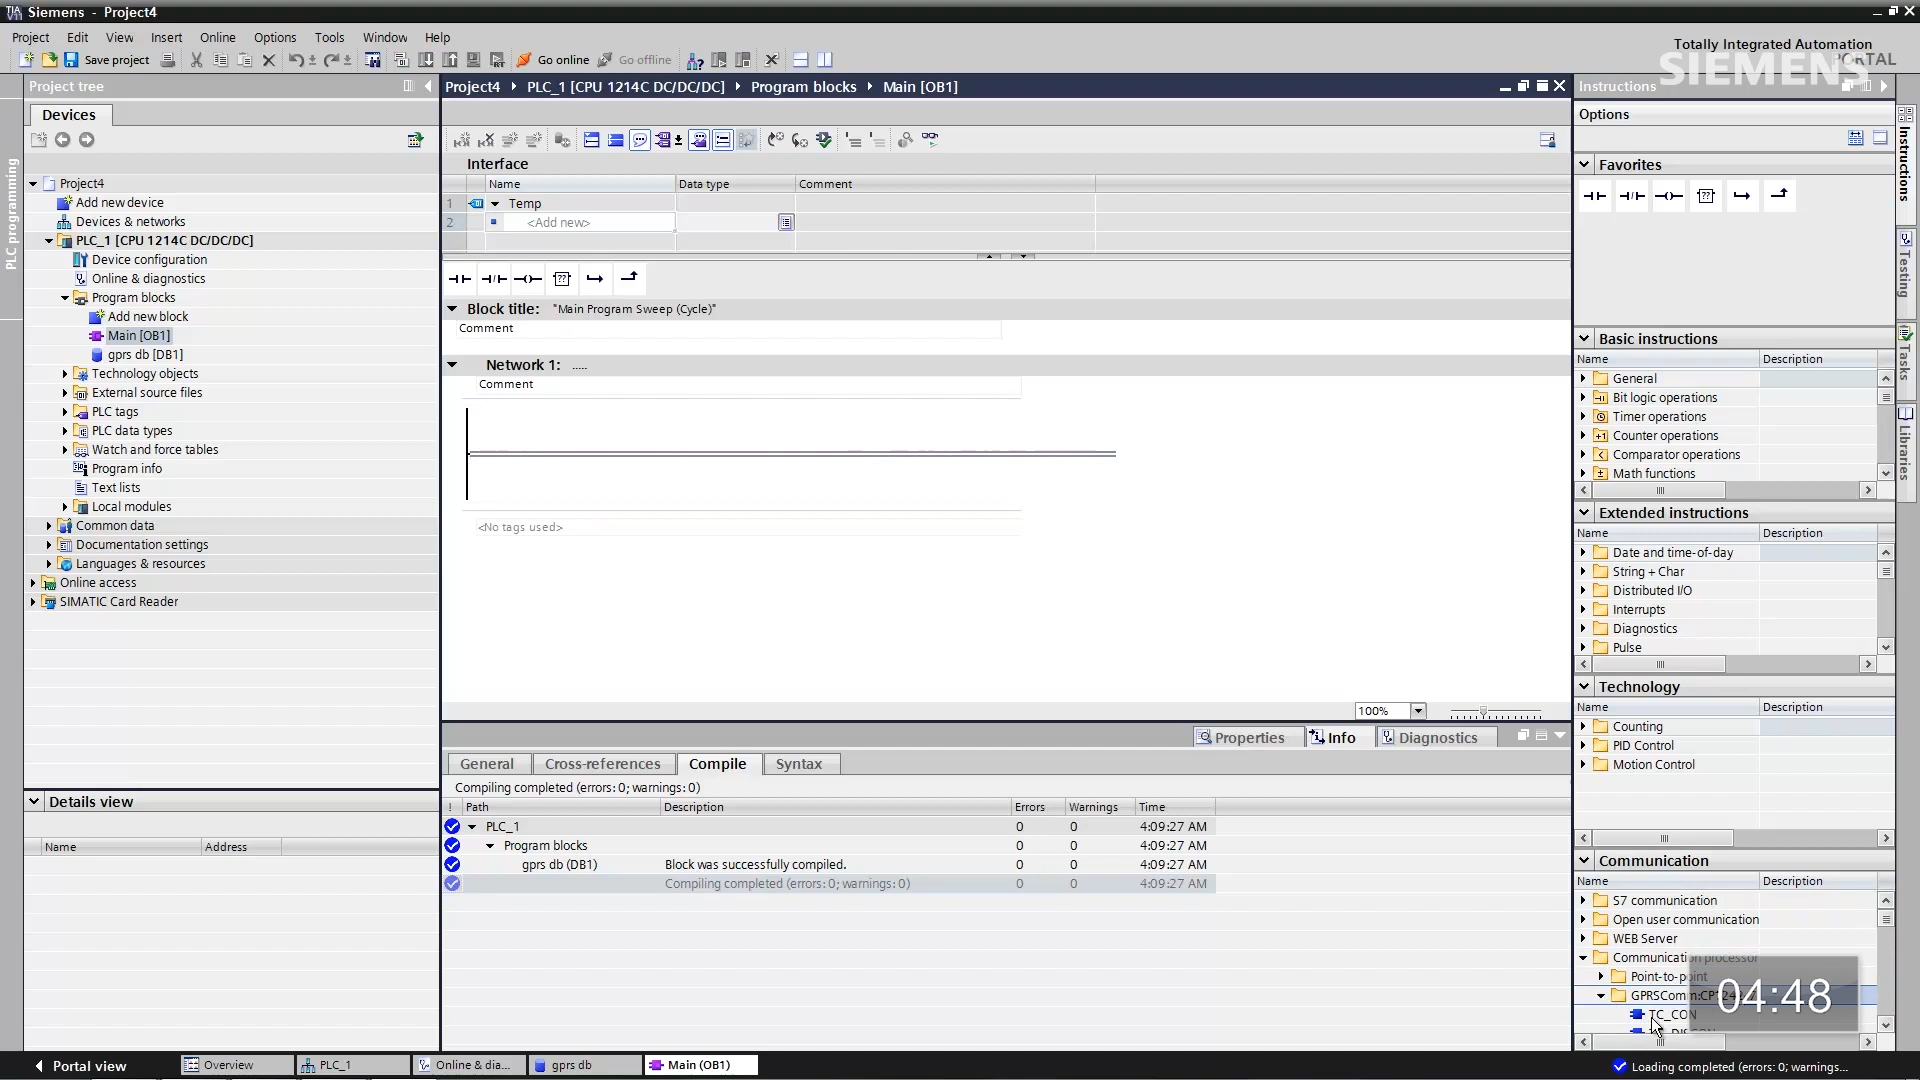 Siemens - Project4
Project Edit View Insert Online Options Tools Window Help
Save project Go online Go offline
Totally Integrated Automation
PORTAL
SIEMENS
Project tree
Devices
PLC programming
Project4
Add new device
Devices & networks
PLC_1 [CPU 1214C DC/DC/DC]
Device configuration
Online & diagnostics
Program blocks
Add new block
Main [OB1]
gprs db [DB1]
Technology objects
External source files
PLC tags
PLC data types
Watch and force tables
Program info
Text lists
Local modules
Common data
Documentation settings
Languages & resources
Online access
SIMATIC Card Reader
Details view
Name Address
Project4 PLC_1 [CPU 1214C DC/DC/DC] Program blocks Main [OB1]
Interface
Name Data type Comment
1 Temp
2 <Add new>
Block title: "Main Program Sweep (Cycle)"
Comment
Network 1: .....
Comment
<No tags used>
100%
Properties Info Diagnostics
General Cross-references Compile Syntax
Compiling completed (errors: 0; warnings: 0)
! Path Description Errors Warnings Time
PLC_1 0 0 4:09:27 AM
Program blocks 0 0 4:09:27 AM
gprs db (DB1) Block was successfully compiled. 0 0 4:09:27 AM
Compiling completed (errors: 0; warnings: 0) 0 0 4:09:27 AM
Instructions
Options
Favorites
Basic instructions
Name Description
General
Bit logic operations
Timer operations
Counter operations
Comparator operations
Math functions
Extended instructions
Name Description
Date and time-of-day
String + Char
Distributed I/O
Interrupts
Diagnostics
Pulse
Technology
Name Description
Counting
PID Control
Motion Control
Communication
Name Description
S7 communication
Open user communication
WEB Server
Communication processor
Point-to-point
GPRSComm:CP124
TC_CON
04:48
Instructions
Testing
Tasks
Libraries
Portal view Overview PLC_1 Online & dia... gprs db Main (OB1)
Loading completed (errors: 0; warnings...